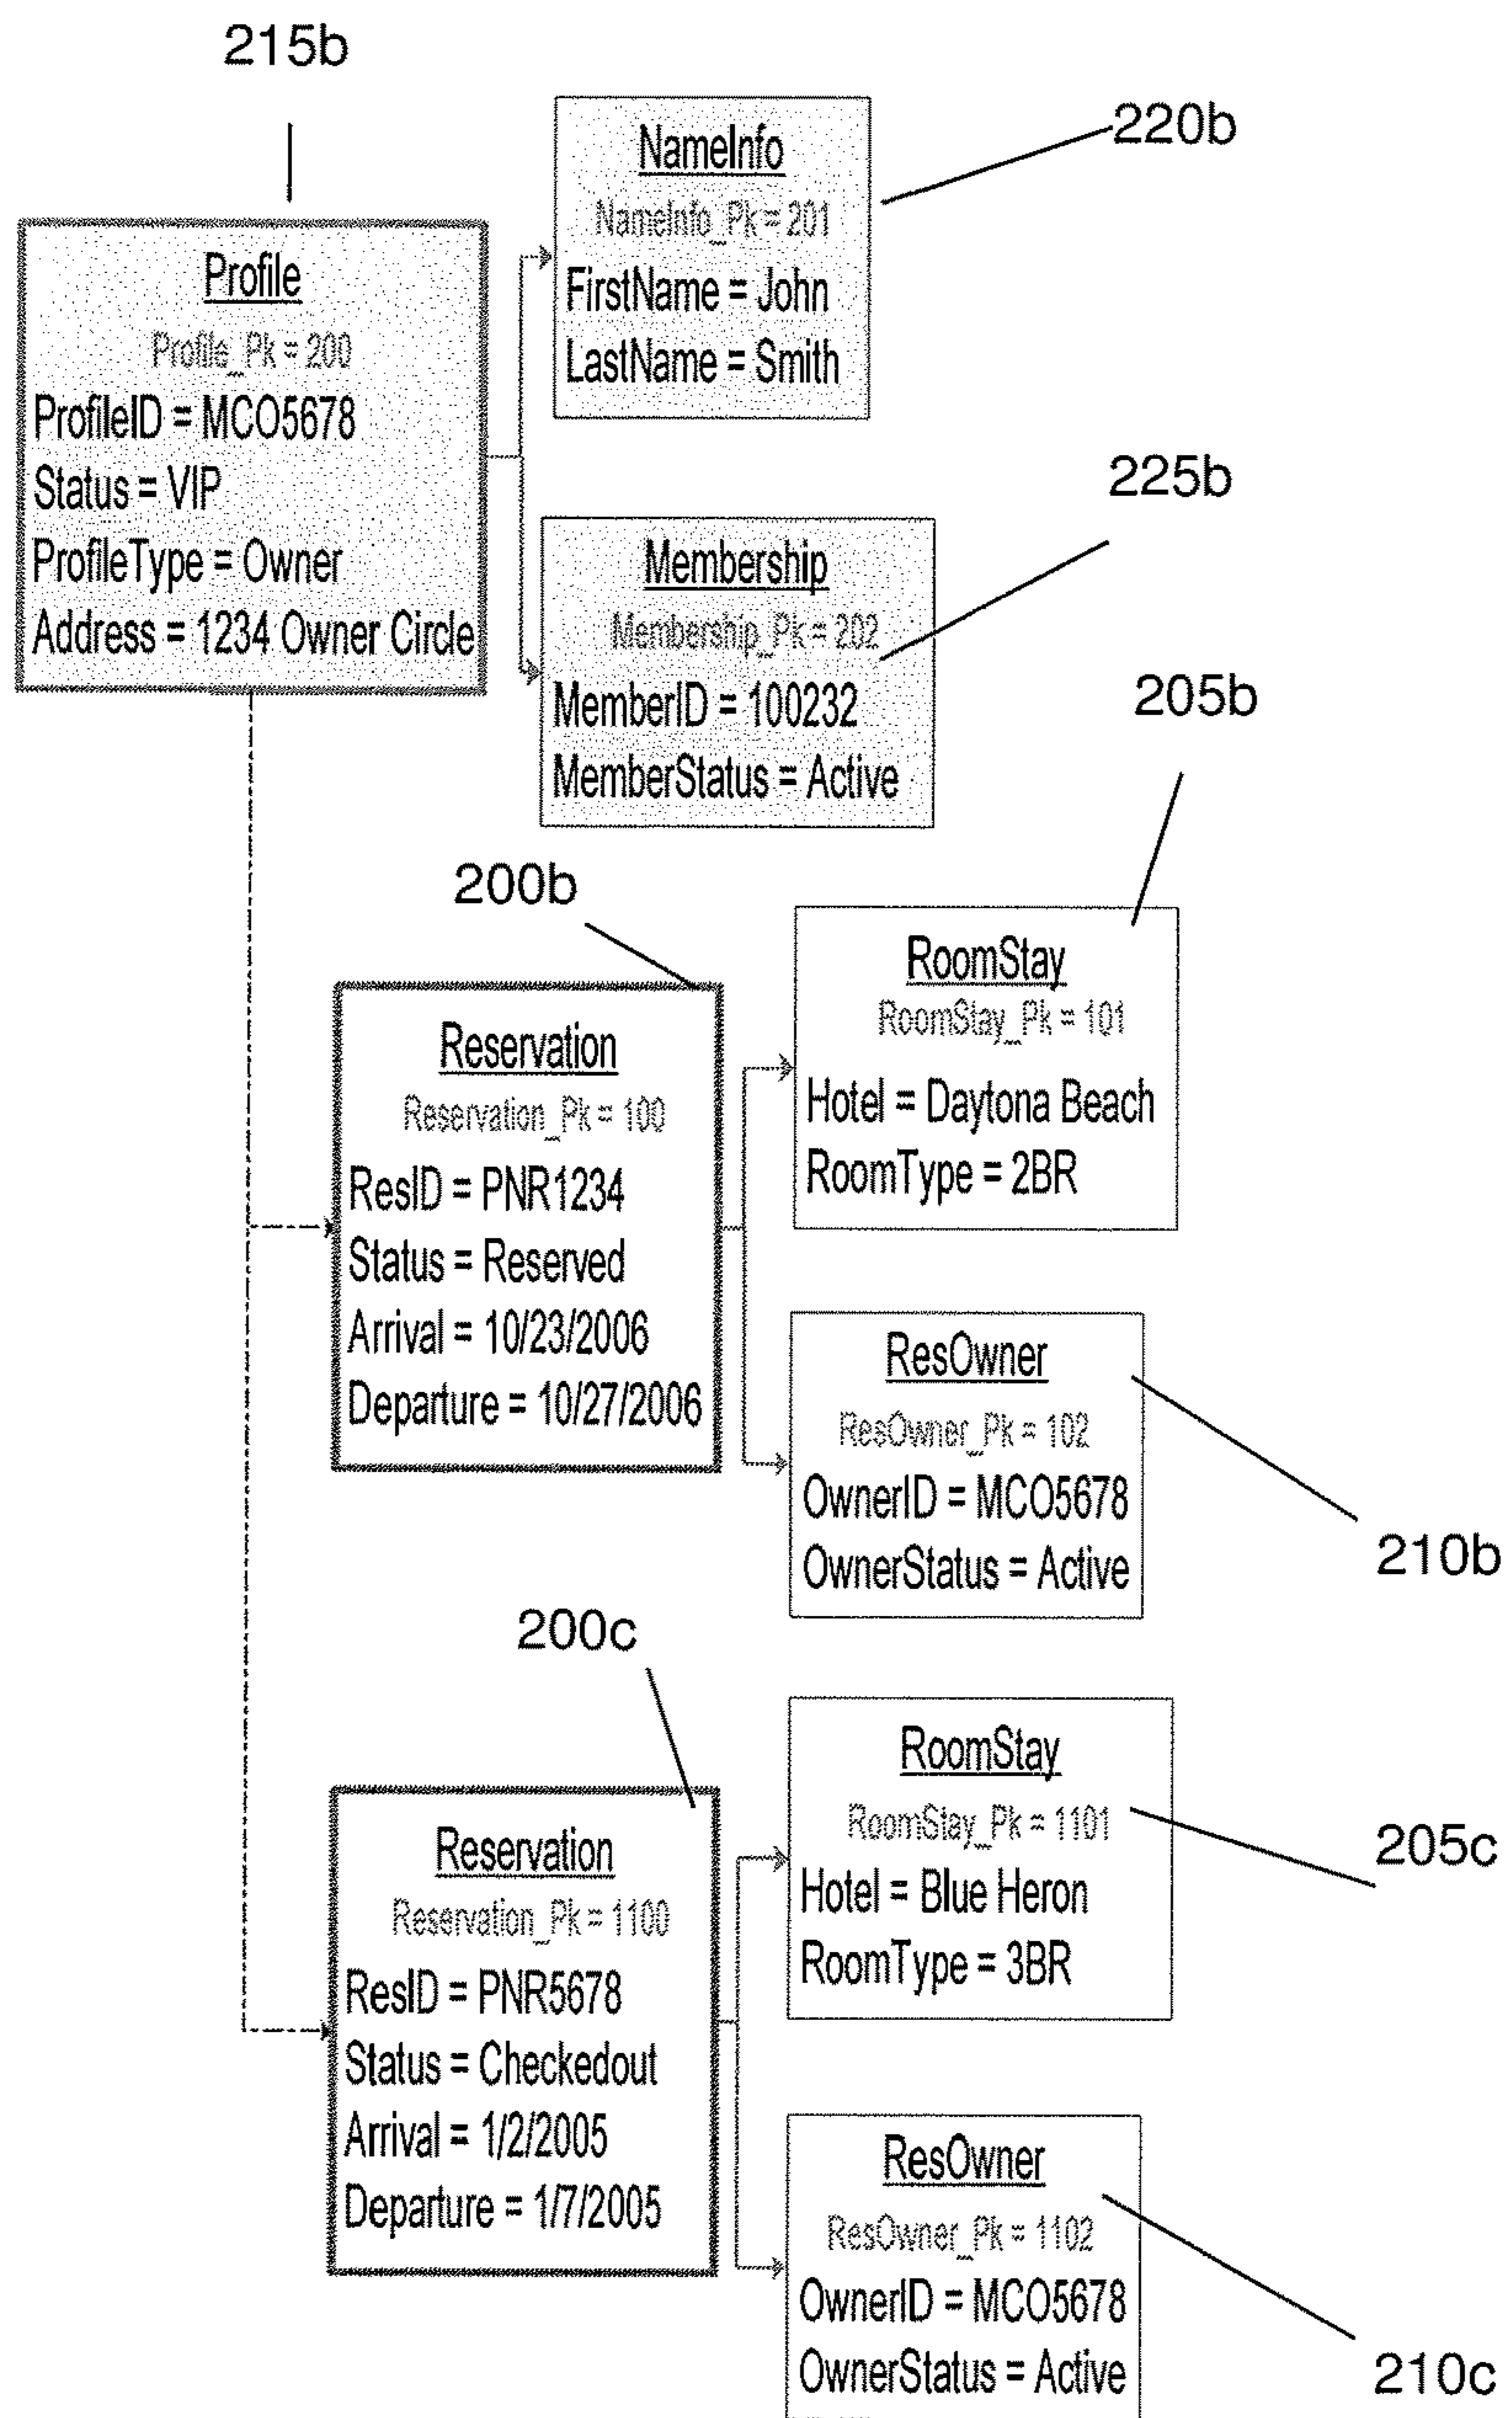 215b
220b
NameInfo
NameInfo_Pk = 201
FirstName = John
LastName = Smith
Profile
Profile_Pk = 200
ProfileID = MCO5678
Status = VIP
ProfileType = Owner
Address = 1234 Owner Circle
225b
Membership
Membership_Pk = 202
MemberID = 100232
MemberStatus = Active
205b
200b
RoomStay
RoomStay_Pk = 101
Hotel = Daytona Beach
RoomType = 2BR
Reservation
Reservation_Pk = 100
ResID = PNR1234
Status = Reserved
Arrival = 10/23/2006
Departure = 10/27/2006
ResOwner
ResOwner_Pk = 102
OwnerID = MCO5678
OwnerStatus = Active
210b
200c
RoomStay
RoomStay_Pk = 1101
Hotel = Blue Heron
RoomType = 3BR
205c
Reservation
Reservation_Pk = 1100
ResID = PNR5678
Status = Checkedout
Arrival = 1/2/2005
Departure = 1/7/2005
ResOwner
ResOwner_Pk = 1102
OwnerID = MCO5678
OwnerStatus = Active
210c